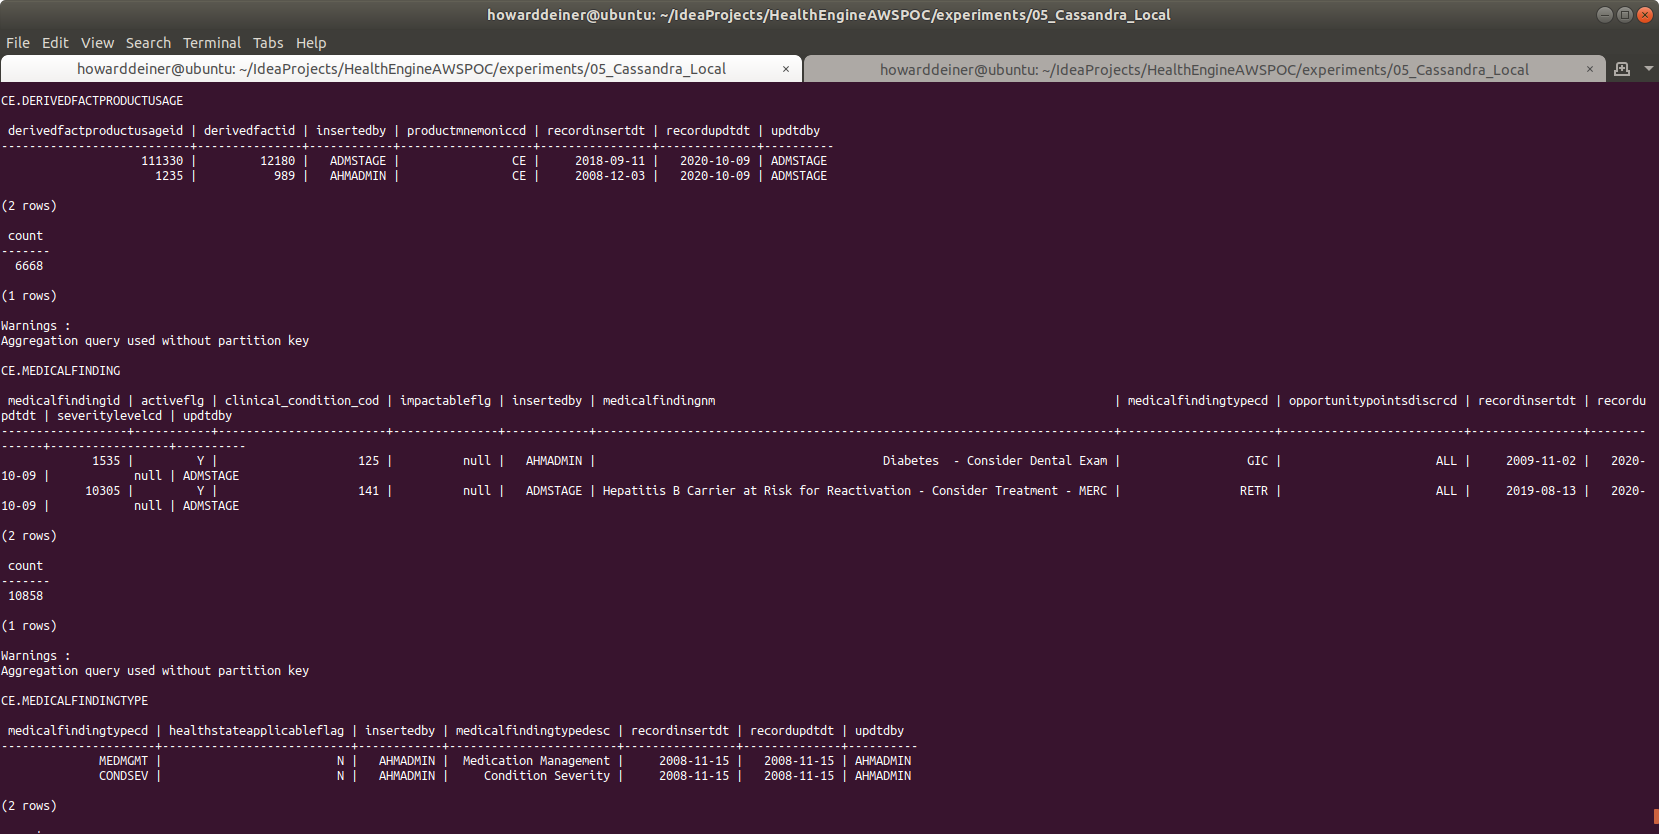 howarddeiner@ubuntu: ~/IdeaProjects/HealthEngineAWSPOC/experiments/05_Cassandra_Local
File Edit View Search Terminal Tabs Help
howarddeiner@ubuntu: ~/IdeaProjects/HealthEngineAWSPOC/experiments/05_Cassandra_Local × howarddeiner@ubuntu: ~/IdeaProjects/HealthEngineAWSPOC/experiments/05_Cassandra_Local ×
CE.DERIVEDFACTPRODUCTUSAGE
derivedfactproductusageid | derivedfactid | insertedby | productmnemoniccd | recordinsertdt | recordupdtdt | updtdby
---------------------------+---------------+------------+-------------------+----------------+--------------+----------
111330 | 12180 | ADMSTAGE | CE | 2018-09-11 | 2020-10-09 | ADMSTAGE
1235 | 989 | AHMADMIN | CE | 2008-12-03 | 2020-10-09 | ADMSTAGE
(2 rows)
count
-------
6668
(1 rows)
Warnings :
Aggregation query used without partition key
CE.MEDICALFINDING
medicalfindingid | activeflg | clinical_condition_cod | impactableflg | insertedby | medicalfindingnm | medicalfindingtypecd | opportunitypointsdiscrcd | recordinsertdt | recordu
pdtdt | severitylevelcd | updtdby
------------------+-----------+------------------------+---------------+------------+--------------------------------------------------------------------------+----------------------+--------------------------+----------------+--------
------+-----------------+----------
1535 | Y | 125 | null | AHMADMIN | Diabetes  - Consider Dental Exam | GIC | ALL | 2009-11-02 | 2020-
10-09 | null | ADMSTAGE
10305 | Y | 141 | null | ADMSTAGE | Hepatitis B Carrier at Risk for Reactivation - Consider Treatment - MERC | RETR | ALL | 2019-08-13 | 2020-
10-09 | null | ADMSTAGE
(2 rows)
count
-------
10858
(1 rows)
Warnings :
Aggregation query used without partition key
CE.MEDICALFINDINGTYPE
medicalfindingtypecd | healthstateapplicableflag | insertedby | medicalfindingtypedesc | recordinsertdt | recordupdtdt | updtdby
----------------------+---------------------------+------------+------------------------+----------------+--------------+----------
MEDMGMT | N | AHMADMIN | Medication Management | 2008-11-15 | 2008-11-15 | AHMADMIN
CONDSEV | N | AHMADMIN | Condition Severity | 2008-11-15 | 2008-11-15 | AHMADMIN
(2 rows)